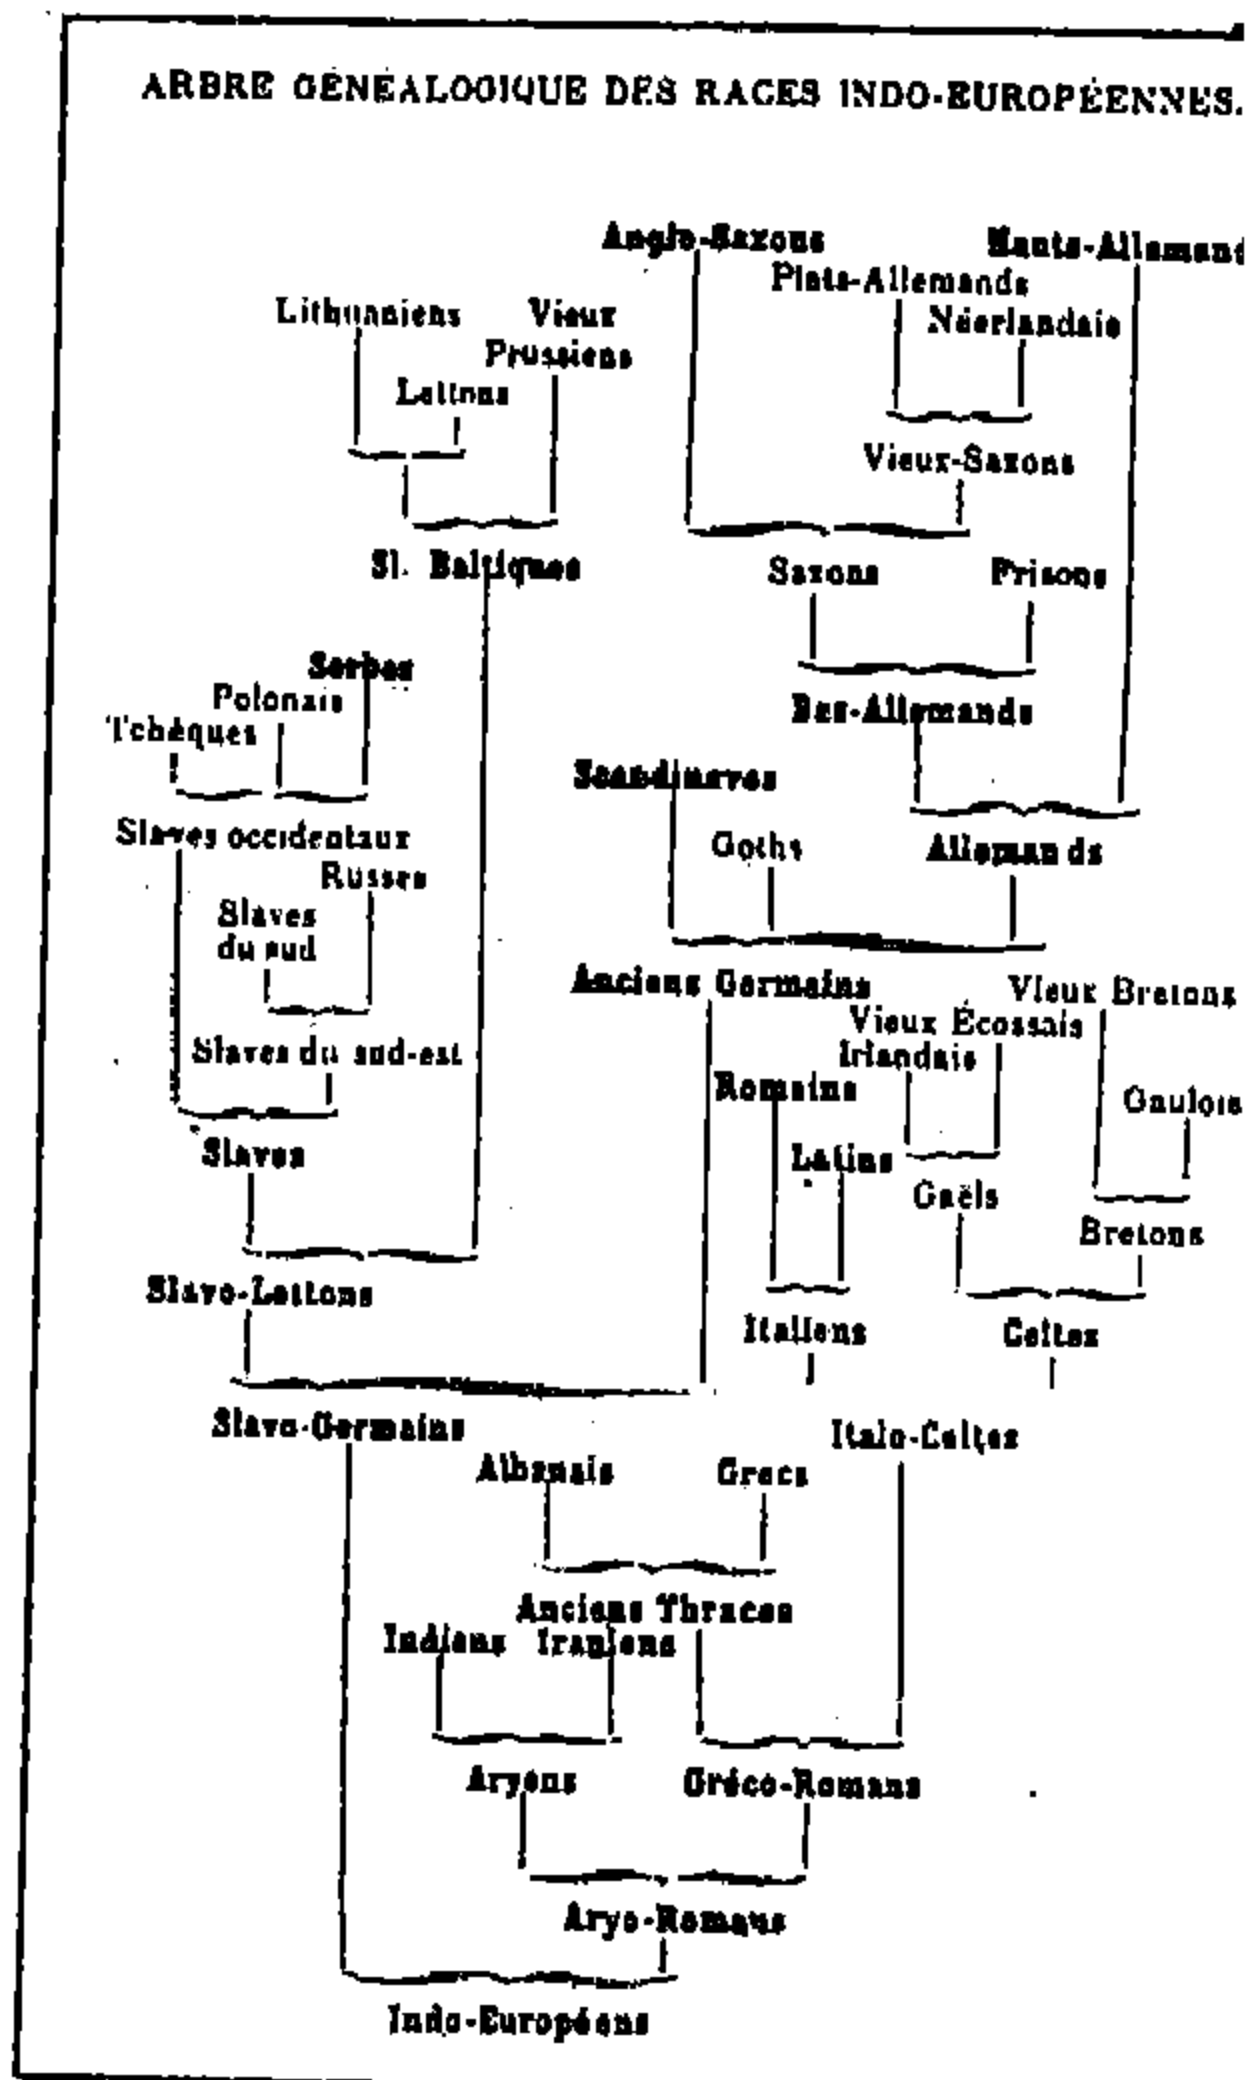 ARBRE GÉNÉALOGIQUE DES RACES INDO-EUROPÉENNES.
Anglo-Saxons
Hauts-Allemand
Plats-Allemands
Lithuaniens
Vieux
Prussiens
Néerlandais
Lettons
Vieux-Saxons
Sl. Baltiques
Saxons
Frisons
Serbes
Polonais
Tchèques
Bas-Allemands
Scandinaves
Slaves occidentaux
Goths
Allemands
Russes
Slaves
du sud
Anciens Germains
Vieux Bretons
Vieux Écossais
Slaves du sud-est
Irlandais
Romains
Gaulois
Slaves
Latins
Gaëls
Bretons
Slavo-Lettons
Italiens
Celtes
Slavo-Germains
Italo-Celtes
Albanais
Grecs
Anciens Thraces
Indiens
Iraniens
Aryens
Gréco-Romans
Aryo-Romans
Indo-Européens